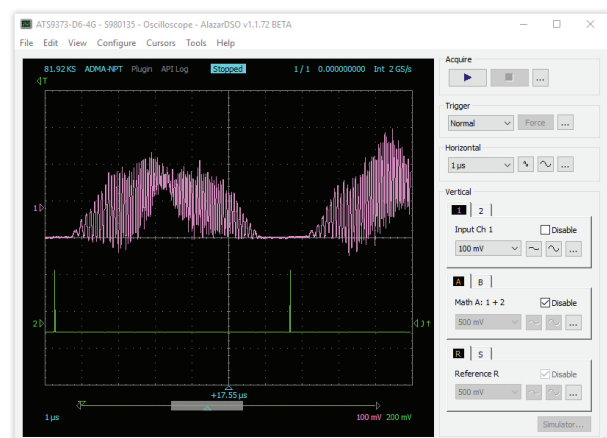 ATS9373-D6-4G - S980135 - Oscilloscope - AlazarDSO v1.1.72 BETA
File Edit View Configure Cursors Tools Help
81.92 KS ADMA-NPT Plugin API Log Stopped 1 / 1 0.000000000 Int 2 GS/s
T
1
2
J
+17.55 µs
T
1 µs 100 mV 200 mV
Acquire
...
Trigger
Normal Force ...
Horizontal
1 µs ...
Vertical
1 2
Input Ch 1 Disable
100 mV ...
A B
Math A: 1 + 2 Disable
500 mV ...
R S
Reference R Disable
500 mV ...
Simulator...